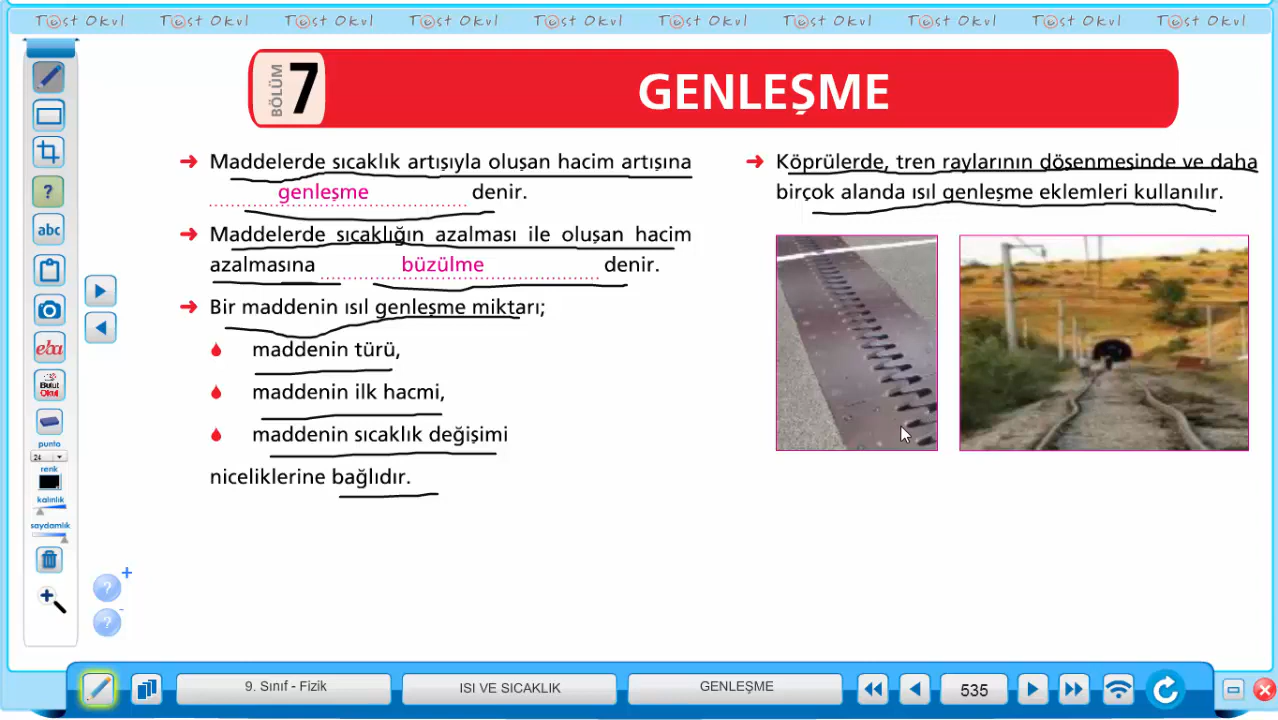 Test Okul Test Okul Test Okul Test Okul Test Okul Test Okul Test Okul Test Okul Test Okul Test Okul
BÖLÜM 7
GENLEŞME
Maddelerde sıcaklık artışıyla oluşan hacim artışına
genleşme denir.
Maddelerde sıcaklığın azalması ile oluşan hacim
azalmasına büzülme denir.
Bir maddenin ısıl genleşme miktarı;
maddenin türü,
maddenin ilk hacmi,
maddenin sıcaklık değişimi
niceliklerine bağlıdır.
Köprülerde, tren raylarının döşenmesinde ve daha
birçok alanda ısıl genleşme eklemleri kullanılır.
?
abc
eba
Bulut
Okul
punto
24
renk
kalınlık
saydamlık
?
?
9. Sınıf - Fizik
ISI VE SICAKLIK
GENLEŞME
535